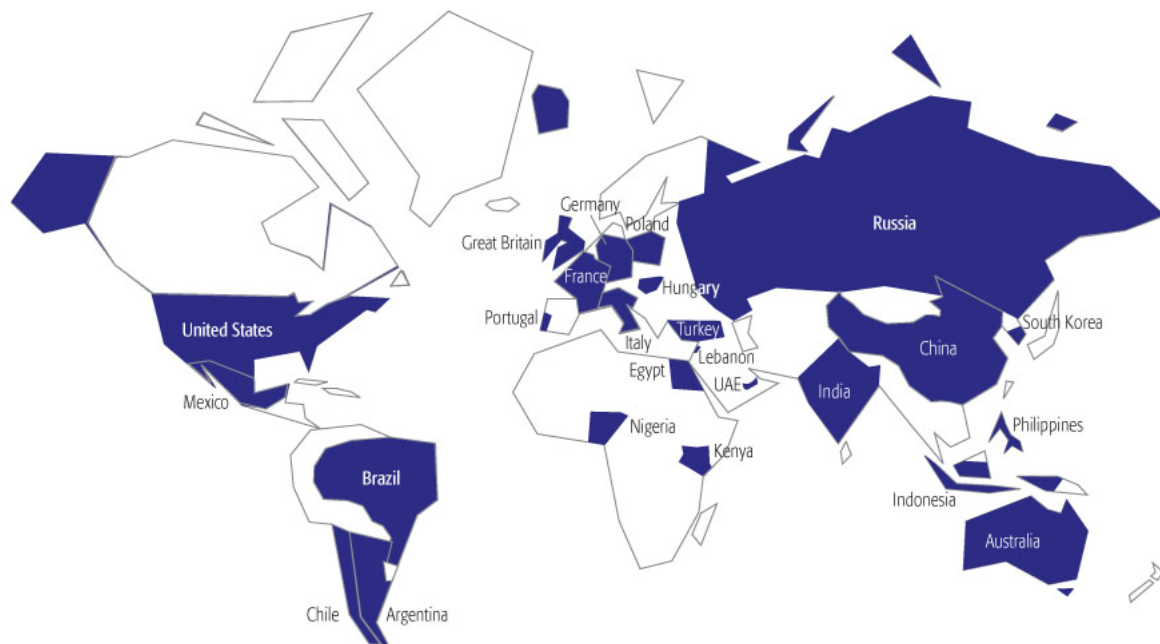 Germany
Poland
Russia
Great Britain
France
Hungary
Portugal
United States
Turkey
South Korea
Italy
Lebanon
China
Egypt
UAE
India
Mexico
Nigeria
Philippines
Kenya
Brazil
Indonesia
Australia
Chile
Argentina